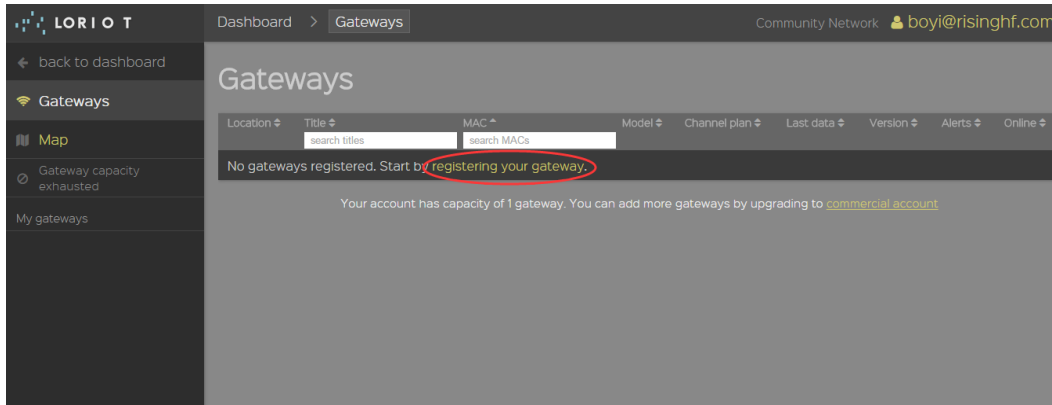 LORIOT
Dashboard > Gateways
Community Network boyi@risinghf.com
back to dashboard
Gateways
Map
Gateway capacity
exhausted
My gateways
Gateways
Location Title MAC Model Channel plan Last data Version Alerts Online
search titles search MACs
No gateways registered. Start by registering your gateway.
Your account has capacity of 1 gateway. You can add more gateways by upgrading to commercial account